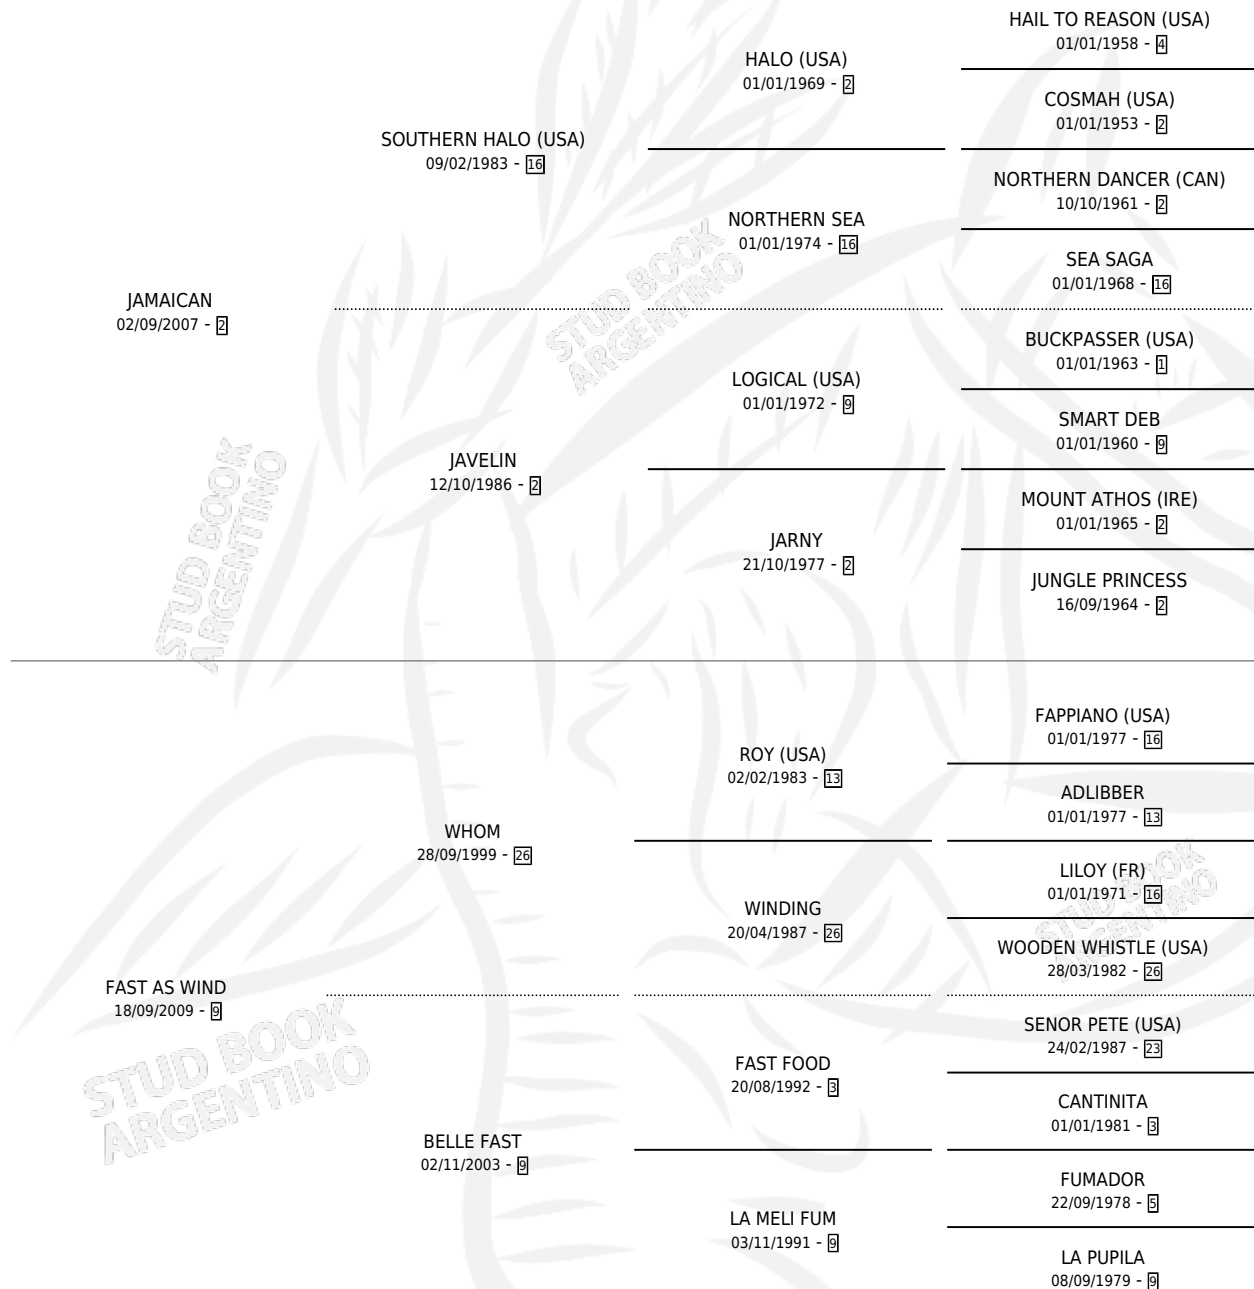 HAIL TO REASON (USA)
01/01/1958 - 4
HALO (USA)
01/01/1969 - 2
COSMAH (USA)
01/01/1953 - 2
SOUTHERN HALO (USA)
09/02/1983 - 16
NORTHERN DANCER (CAN)
10/10/1961 - 2
NORTHERN SEA
01/01/1974 - 16
SEA SAGA
01/01/1968 - 16
JAMAICAN
02/09/2007 - 2
BUCKPASSER (USA)
01/01/1963 - 1
LOGICAL (USA)
01/01/1972 - 9
SMART DEB
01/01/1960 - 9
JAVELIN
12/10/1986 - 2
MOUNT ATHOS (IRE)
01/01/1965 - 2
JARNY
21/10/1977 - 2
JUNGLE PRINCESS
16/09/1964 - 2
FAPPIANO (USA)
01/01/1977 - 16
ROY (USA)
02/02/1983 - 13
ADLIBBER
01/01/1977 - 13
WHOM
28/09/1999 - 26
LILOY (FR)
01/01/1971 - 16
WINDING
20/04/1987 - 26
WOODEN WHISTLE (USA)
28/03/1982 - 26
FAST AS WIND
18/09/2009 - 9
SENOR PETE (USA)
24/02/1987 - 23
FAST FOOD
20/08/1992 - 3
CANTINITA
01/01/1981 - 3
BELLE FAST
02/11/2003 - 9
FUMADOR
22/09/1978 - 5
LA MELI FUM
03/11/1991 - 9
LA PUPILA
08/09/1979 - 9
STUD BOOK
ARGENTINO
STUD BOOK
ARGENTINO
STUD BOOK
ARGENTINO
STUD BOOK
ARGENTINO